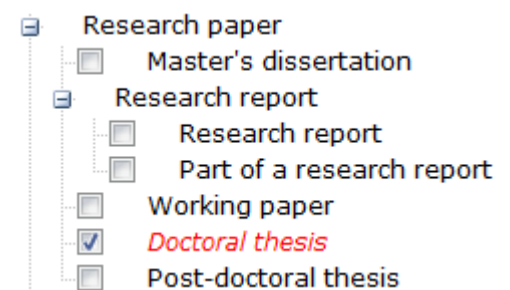 Research paper
Master's dissertation
Research report
Research report
Part of a research report
Working paper
Doctoral thesis
Post-doctoral thesis